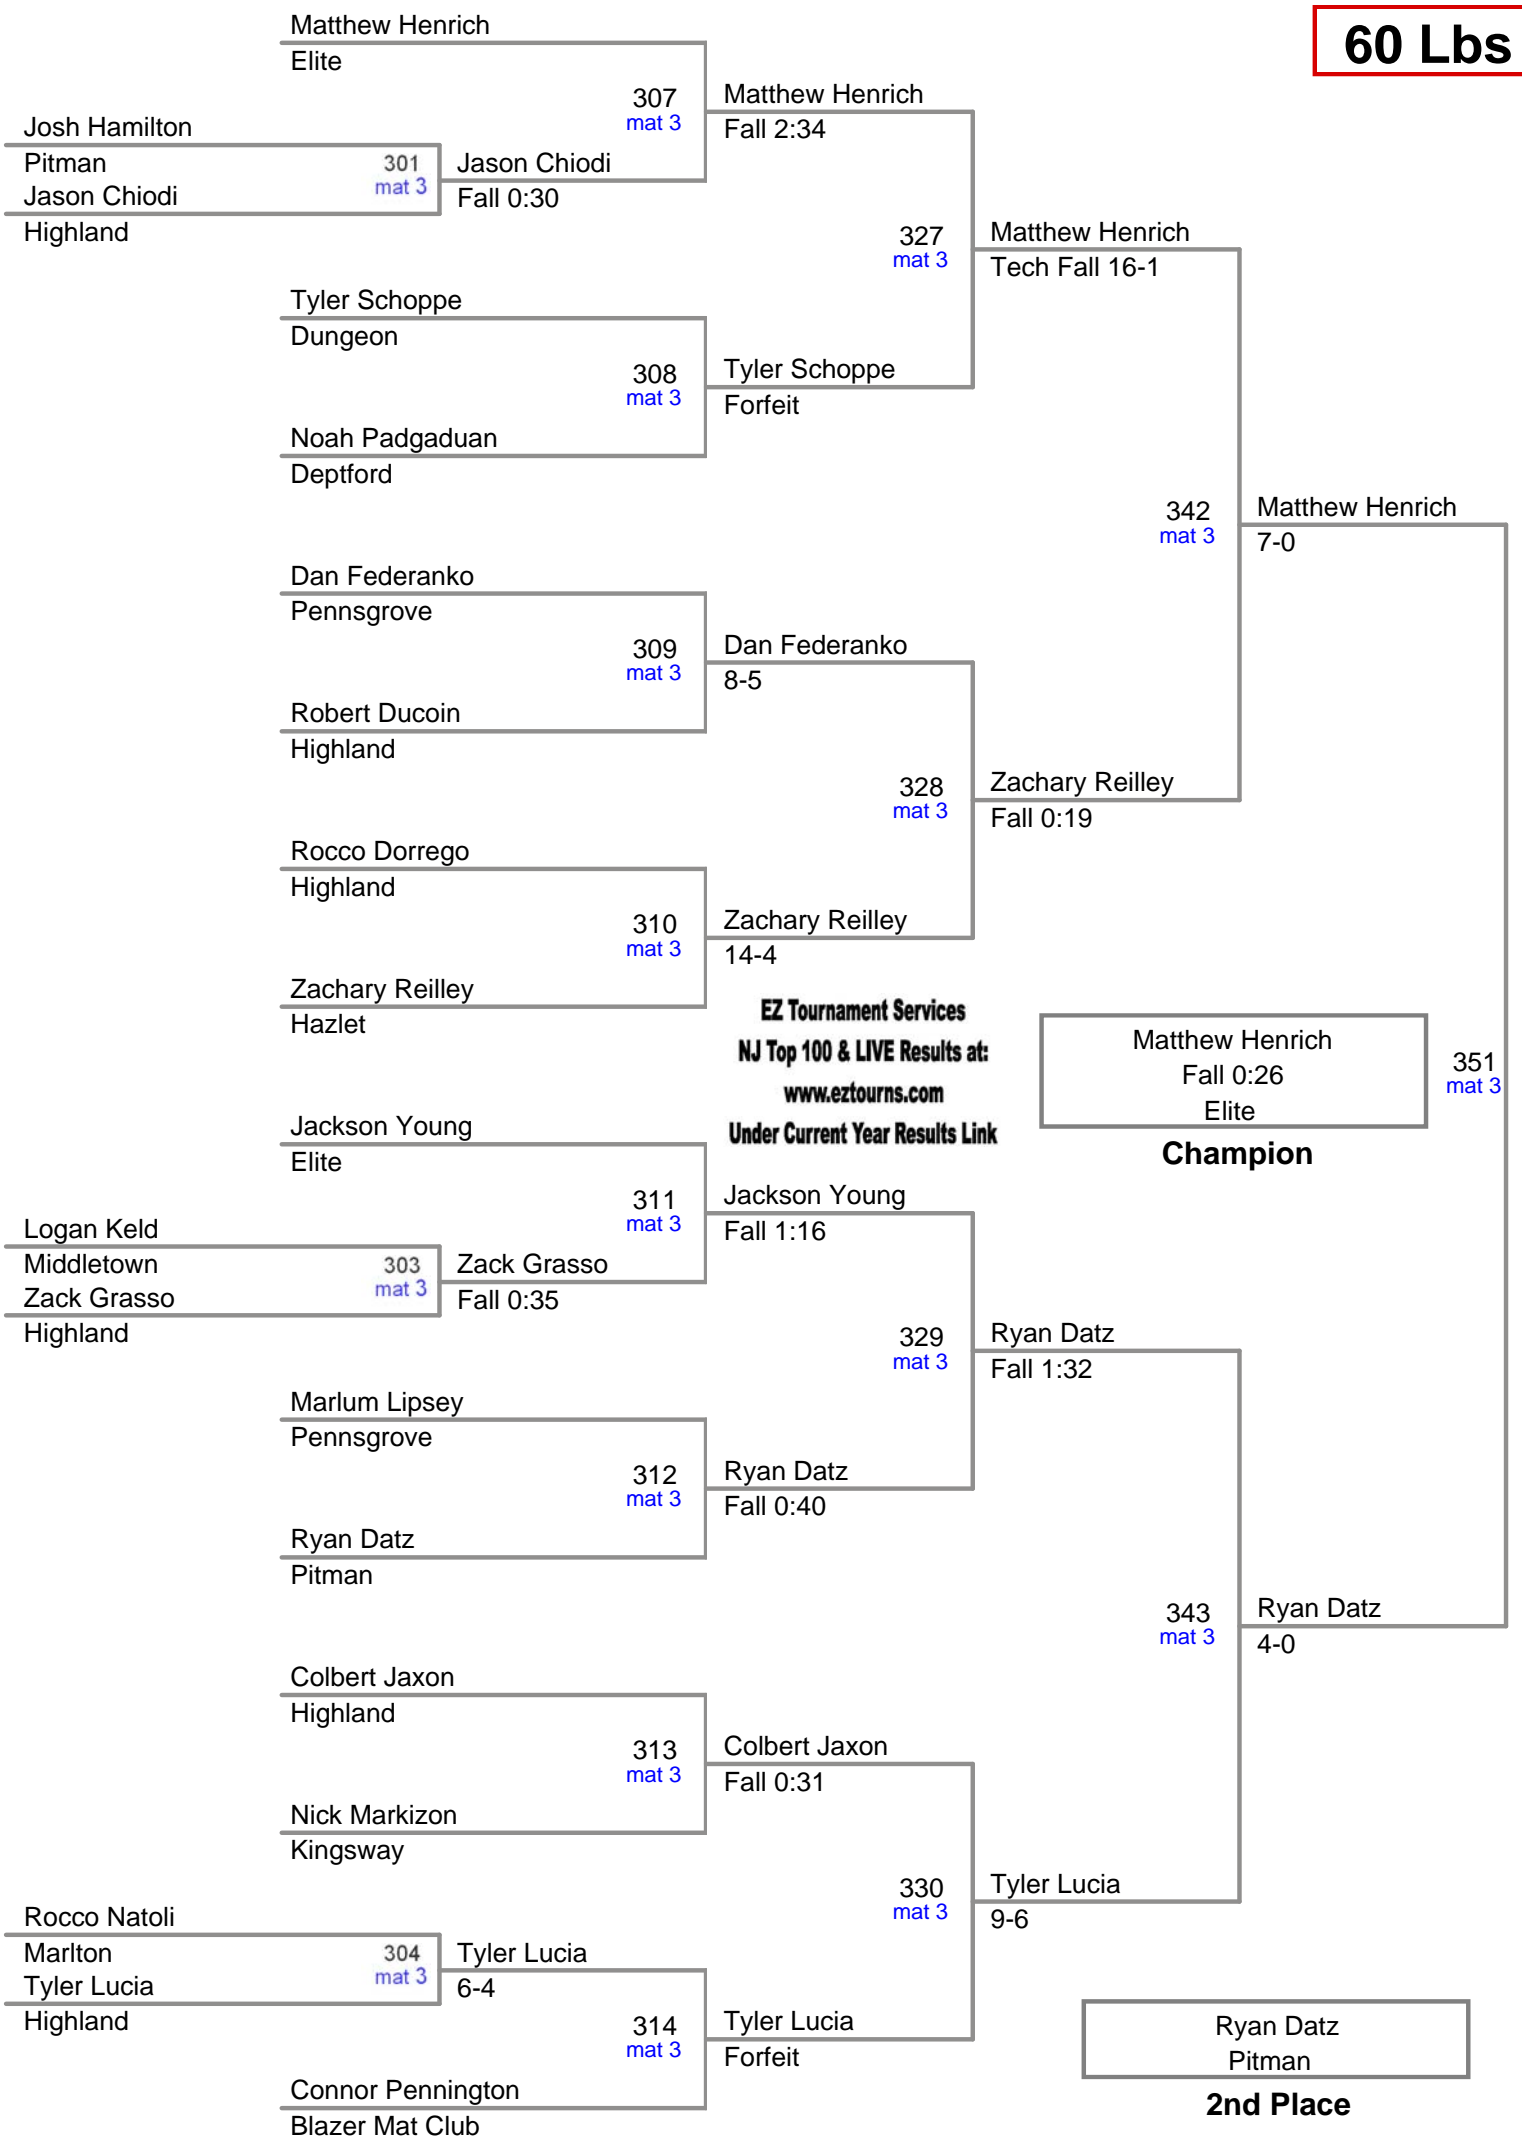 Matthew Henrich
Elite
60 Lbs
307
mat 3
Matthew Henrich
Fall 2:34
Josh Hamilton
Pitman
301
mat 3
Jason Chiodi
Highland
Jason Chiodi
Fall 0:30
327
mat 3
Matthew Henrich
Tech Fall 16-1
Tyler Schoppe
Dungeon
308
mat 3
Tyler Schoppe
Forfeit
Noah Padgaduan
Deptford
342
mat 3
Matthew Henrich
7-0
Dan Federanko
Pennsgrove
309
mat 3
Dan Federanko
8-5
Robert Ducoin
Highland
328
mat 3
Zachary Reilley
Fall 0:19
Rocco Dorrego
Highland
310
mat 3
Zachary Reilley
14-4
Zachary Reilley
Hazlet
EZ Tournament Services
NJ Top 100 & LIVE Results at:
www.eztourns.com
Under Current Year Results Link
Matthew Henrich
Fall 0:26
Elite
Champion
351
mat 3
Jackson Young
Elite
311
mat 3
Jackson Young
Fall 1:16
Logan Keld
Middletown
303
mat 3
Zack Grasso
Highland
Zack Grasso
Fall 0:35
329
mat 3
Ryan Datz
Fall 1:32
Marlum Lipsey
Pennsgrove
312
mat 3
Ryan Datz
Fall 0:40
Ryan Datz
Pitman
343
mat 3
Ryan Datz
4-0
Colbert Jaxon
Highland
313
mat 3
Colbert Jaxon
Fall 0:31
Nick Markizon
Kingsway
330
mat 3
Tyler Lucia
9-6
Rocco Natoli
Marlton
304
mat 3
Tyler Lucia
Highland
Tyler Lucia
6-4
314
mat 3
Tyler Lucia
Forfeit
Connor Pennington
Blazer Mat Club
Ryan Datz
Pitman
2nd Place